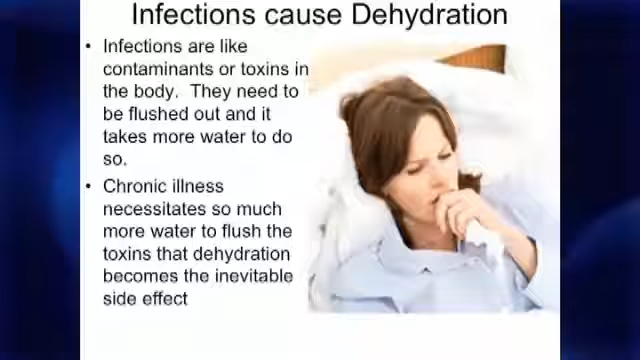 Infections cause Dehydration
• Infections are like
contaminants or toxins in
the body. They need to
be flushed out and it
takes more water to do
so.
• Chronic illness
necessitates so much
more water to flush the
toxins that dehydration
becomes the inevitable
side effect